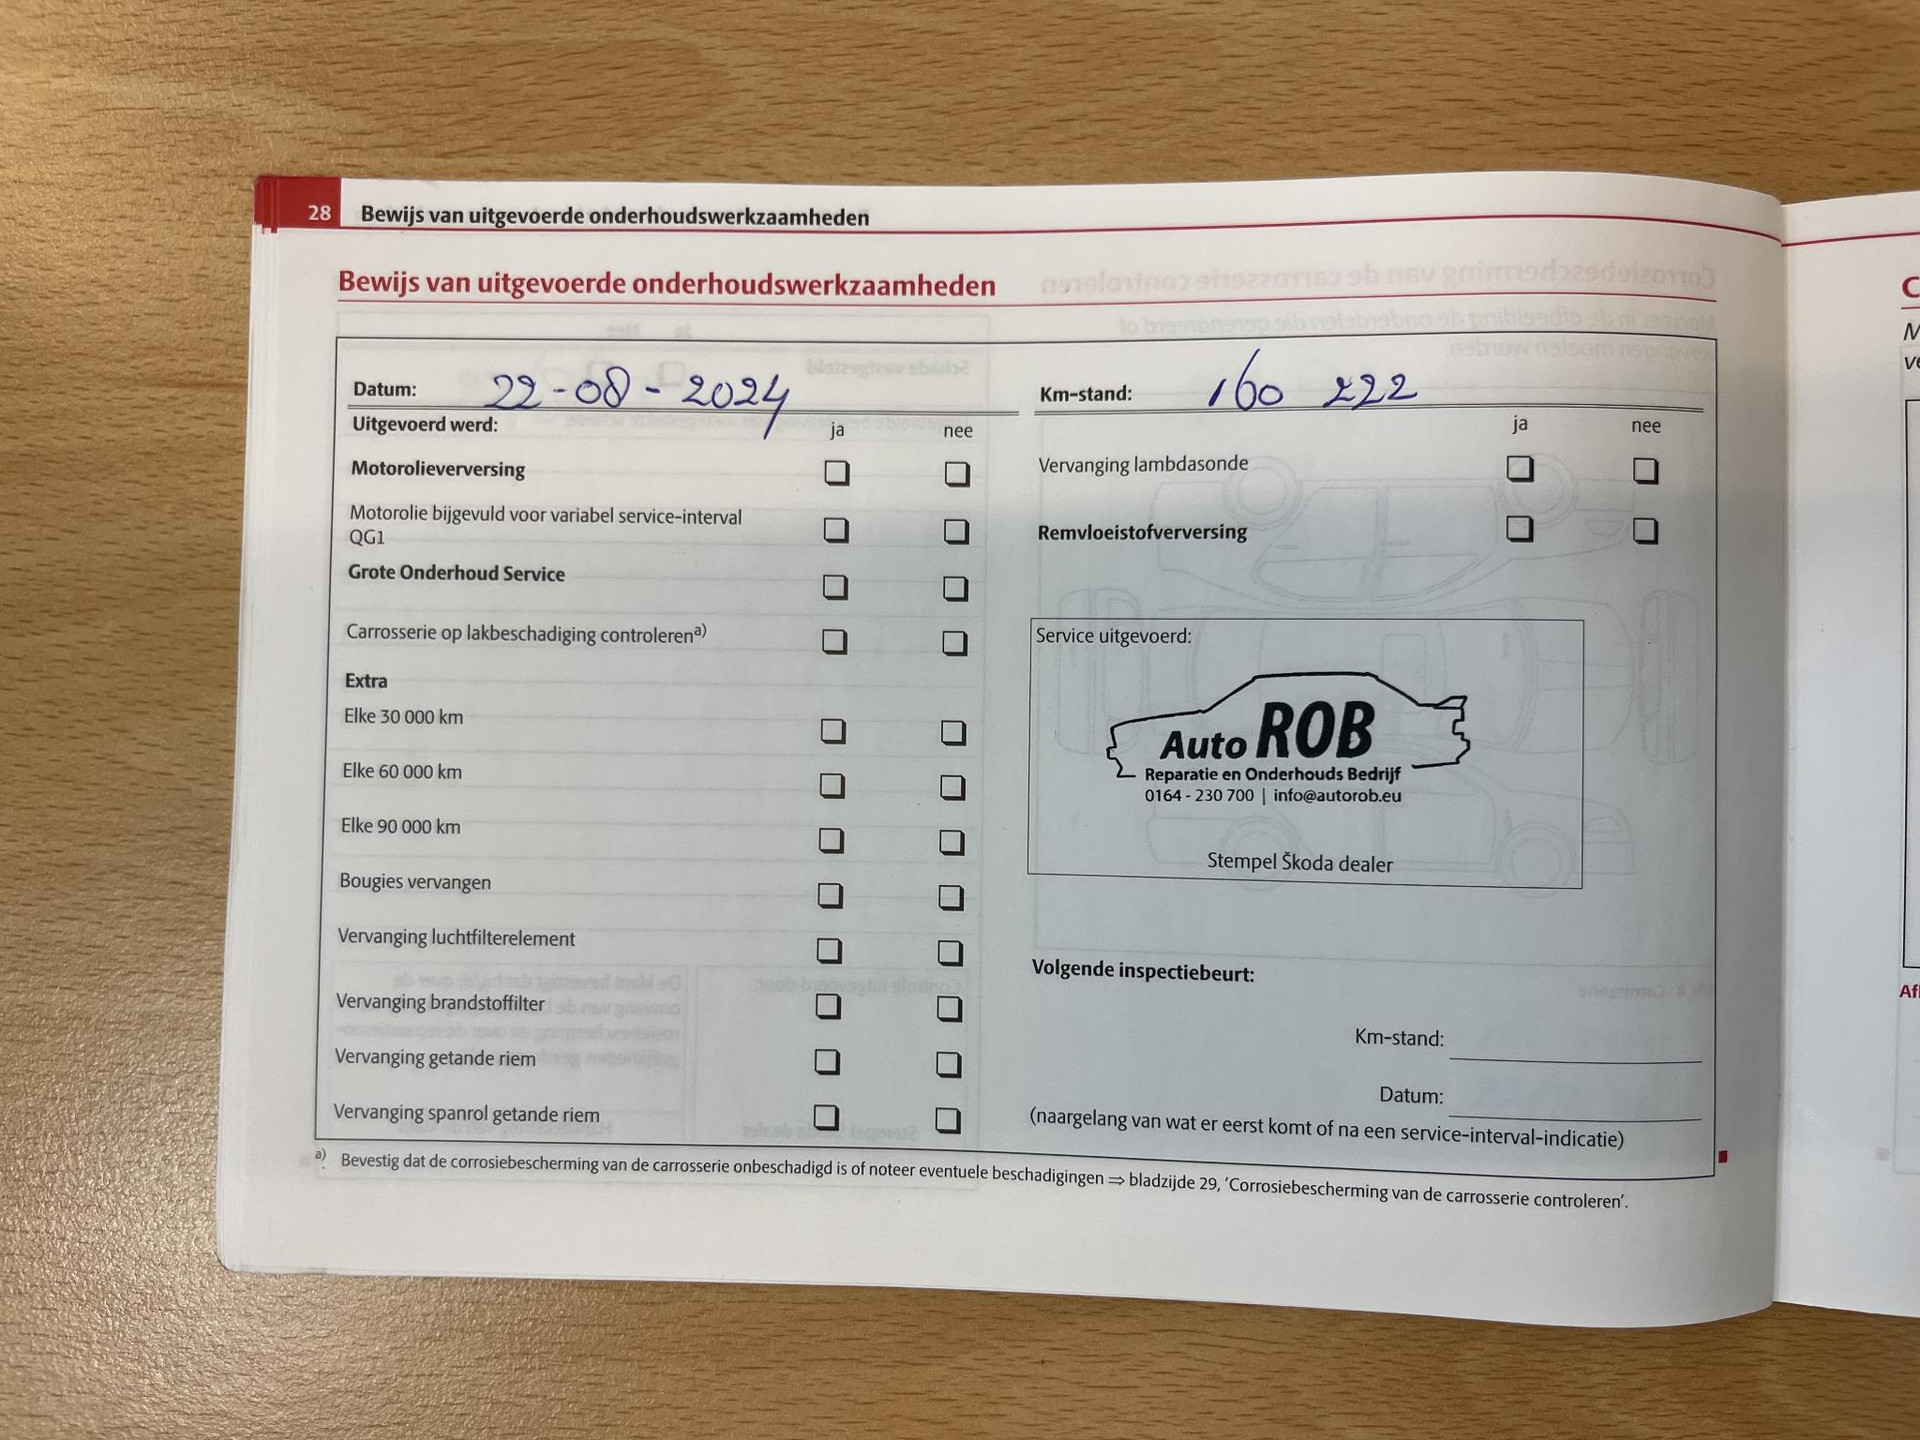 28 Bewijs van uitgevoerde onderhoudswerkzaamheden
Bewijs van uitgevoerde onderhoudswerkzaamheden
Datum: 22-08-2024
Uitgevoerd werd: ja nee
Motorolieverversing
Motorolie bijgevuld voor variabel service-interval
QG1
Grote Onderhoud Service
Carrosserie op lakbeschadiging controleren a)
Extra
Elke 30 000 km
Elke 60 000 km
Elke 90 000 km
Bougies vervangen
Vervanging luchtfilterelement
Vervanging brandstoffilter
Vervanging getande riem
Vervanging spanrol getande riem
Km-stand: 160 222
ja nee
Vervanging lambdasonde
Remvloeistofverversing
Service uitgevoerd:
Auto ROB
Reparatie en Onderhouds Bedrijf
0164 - 230 700 | info@autorob.eu
Stempel Škoda dealer
Volgende inspectiebeurt:
Km-stand:
Datum:
(naargelang van wat er eerst komt of na een service-interval-indicatie)
a) Bevestig dat de corrosiebescherming van de carrosserie onbeschadigd is of noteer eventuele beschadigingen ⇒ bladzijde 29, 'Corrosiebescherming van de carrosserie controleren'.